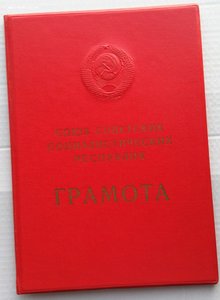 СОЮЗ СОВЕТСКИХ
СОЦИАЛИСТИЧЕСКИХ
РЕСПУБЛИК
ГРАМОТА